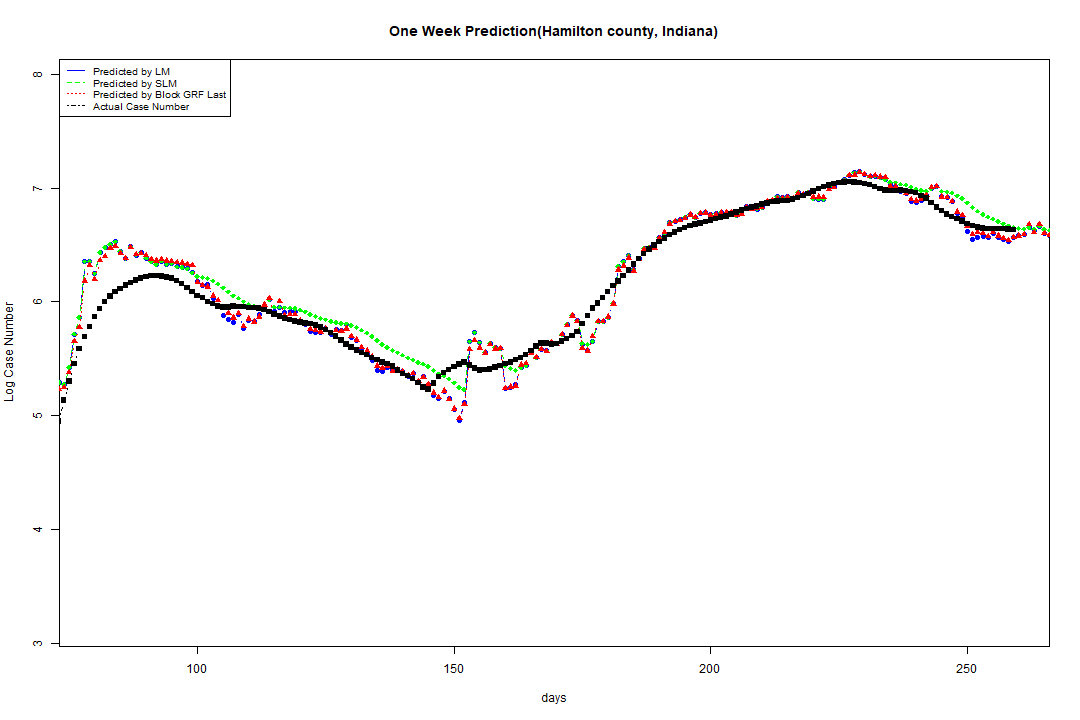 One Week Prediction(Hamilton county, Indiana)
Predicted by LM
Predicted by SLM
Predicted by Block GRF Last
Actual Case Number
Log Case Number
8
7
6
5
4
3
100
150
200
250
days